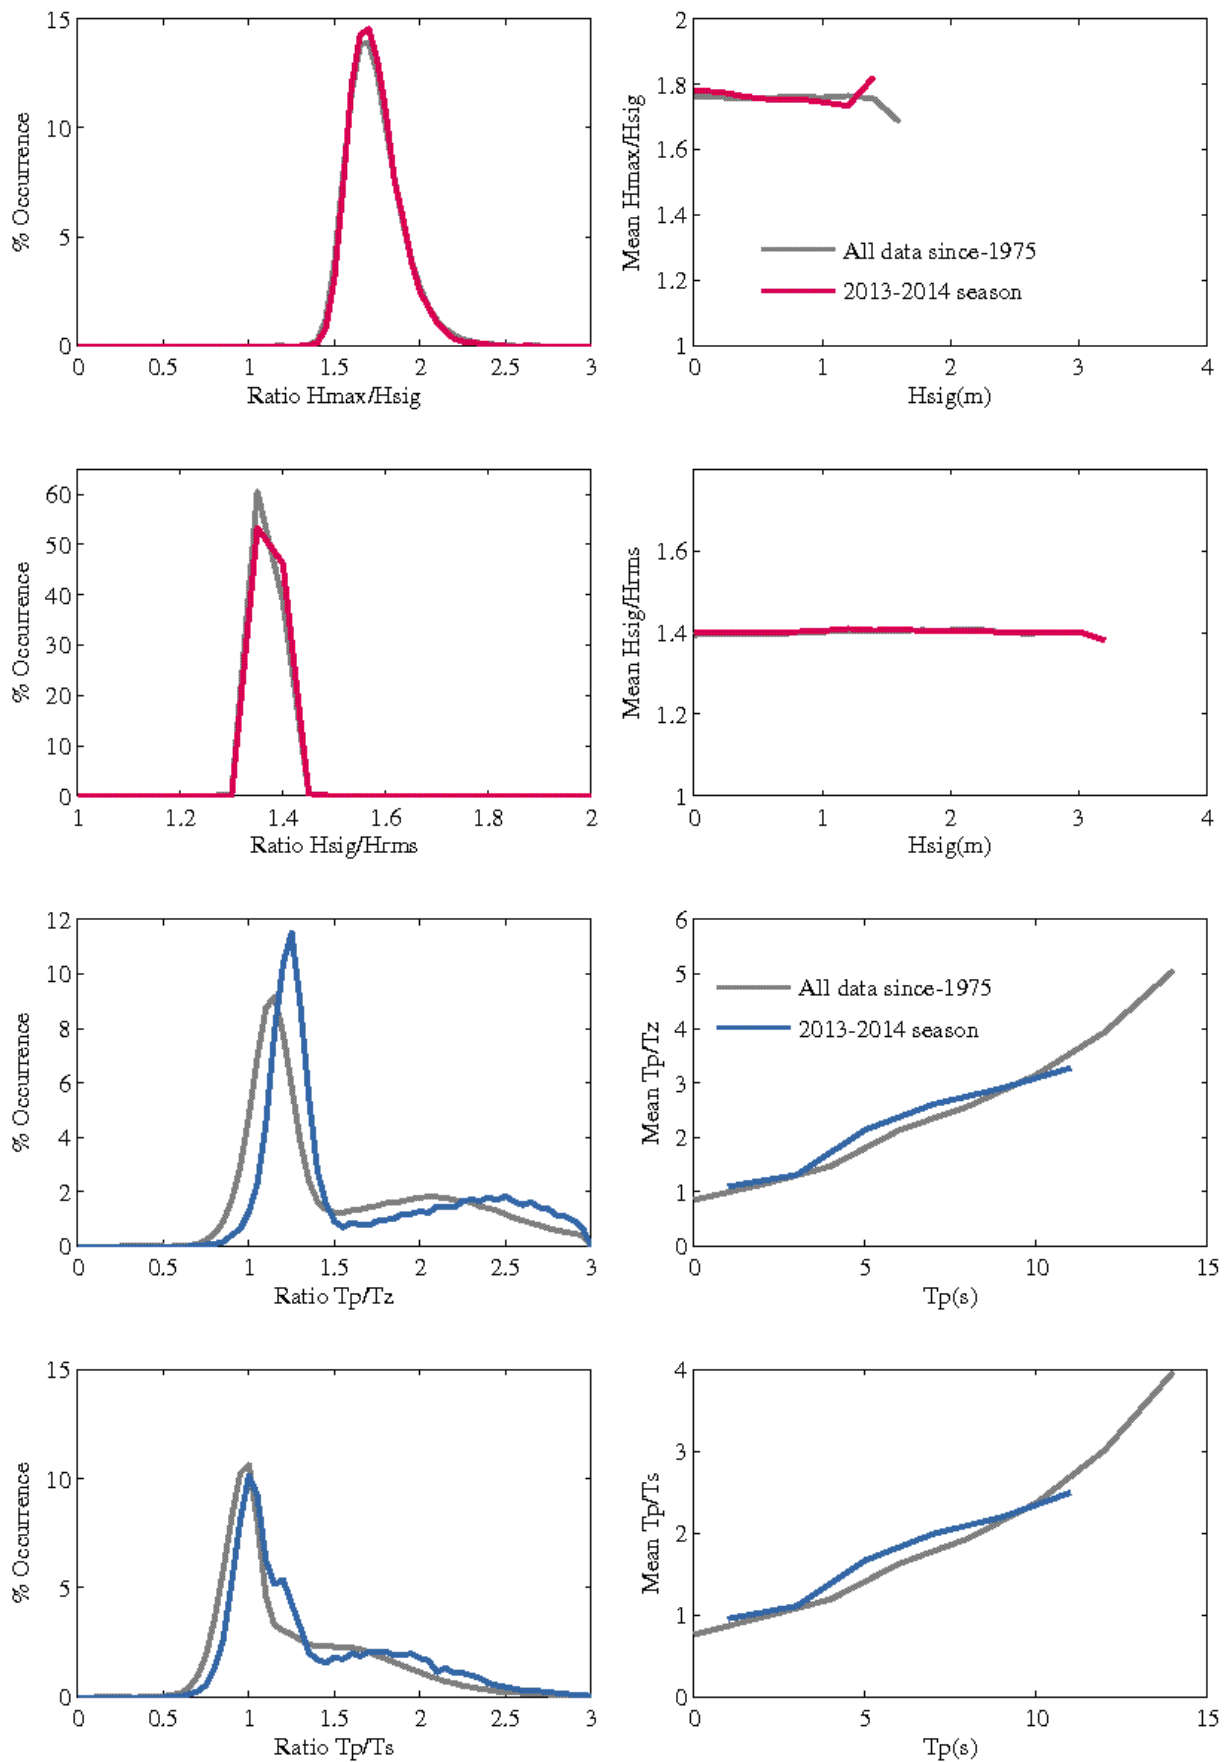 15
10
5
0
% Occurrence
0 0.5 1 1.5 2 2.5 3
Ratio Hmax/Hsig
2
1.8
1.6
1.4
1.2
1
Mean Hmax/Hsig
All data since-1975
2013-2014 season
0 1 2 3 4
Hsig(m)
60
50
40
30
20
10
0
% Occurrence
1 1.2 1.4 1.6 1.8 2
Ratio Hsig/Hrms
1.6
1.4
1.2
1
Mean Hsig/Hrms
0 1 2 3 4
Hsig(m)
12
10
8
6
4
2
0
% Occurrence
0 0.5 1 1.5 2 2.5 3
Ratio Tp/Tz
6
5
4
3
2
1
0
Mean Tp/Tz
All data since-1975
2013-2014 season
0 5 10 15
Tp(s)
15
10
5
0
% Occurrence
0 0.5 1 1.5 2 2.5 3
Ratio Tp/Ts
4
3
2
1
0
Mean Tp/Ts
0 5 10 15
Tp(s)